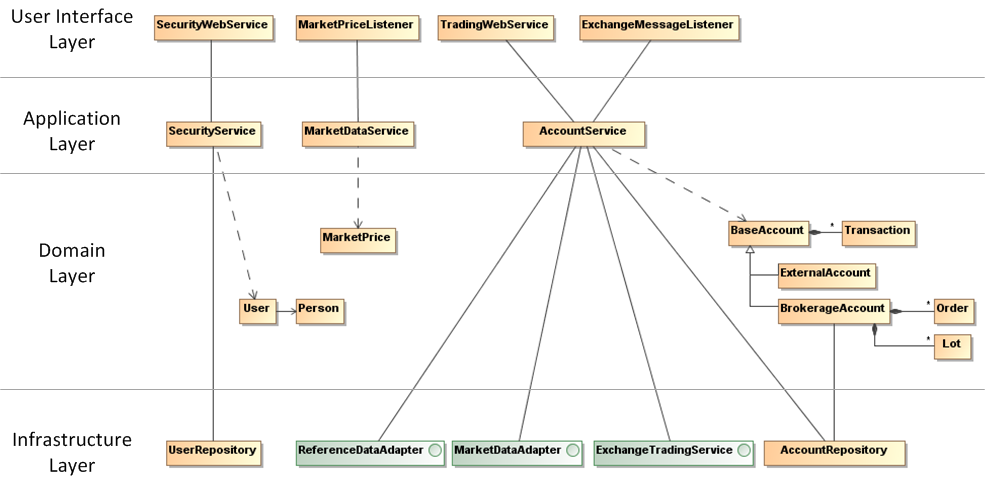 User Interface
Layer
SecurityWebService
MarketPriceListener
TradingWebService
ExchangeMessageListener
Application
Layer
SecurityService
MarketDataService
AccountService
Domain
Layer
MarketPrice
BaseAccount
*
Transaction
ExternalAccount
User
Person
BrokerageAccount
*
Order
*
Lot
Infrastructure
Layer
UserRepository
ReferenceDataAdapter
MarketDataAdapter
ExchangeTradingService
AccountRepository